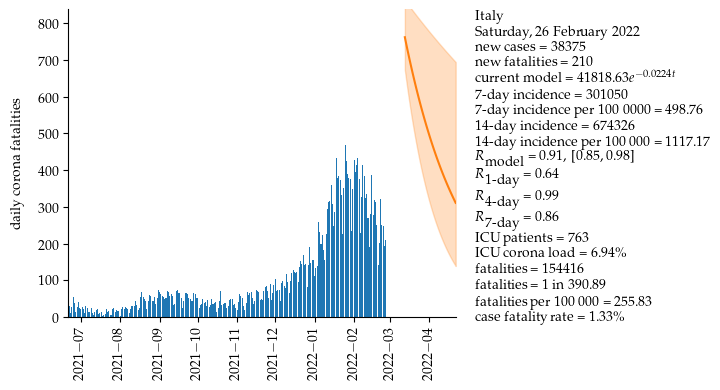 800
700
600
500
400
300
200
100
0
daily corona fatalities
2021−07
2021−08
2021−09
2021−10
2021−11
2021−12
2022−01
2022−02
2022−03
2022−04
Italy
Saturday, 26 February 2022
new cases = 38375
new fatalities = 210
current model = 41818.63e^{−0.0224t}
7-day incidence = 301050
7-day incidence per 100 0000 = 498.76
14-day incidence = 674326
14-day incidence per 100 000 = 1117.17
R_model = 0.91, [0.85, 0.98]
R_1-day = 0.64
R_4-day = 0.99
R_7-day = 0.86
ICU patients = 763
ICU corona load = 6.94%
fatalities = 154416
fatalities = 1 in 390.89
fatalities per 100 000 = 255.83
case fatality rate = 1.33%